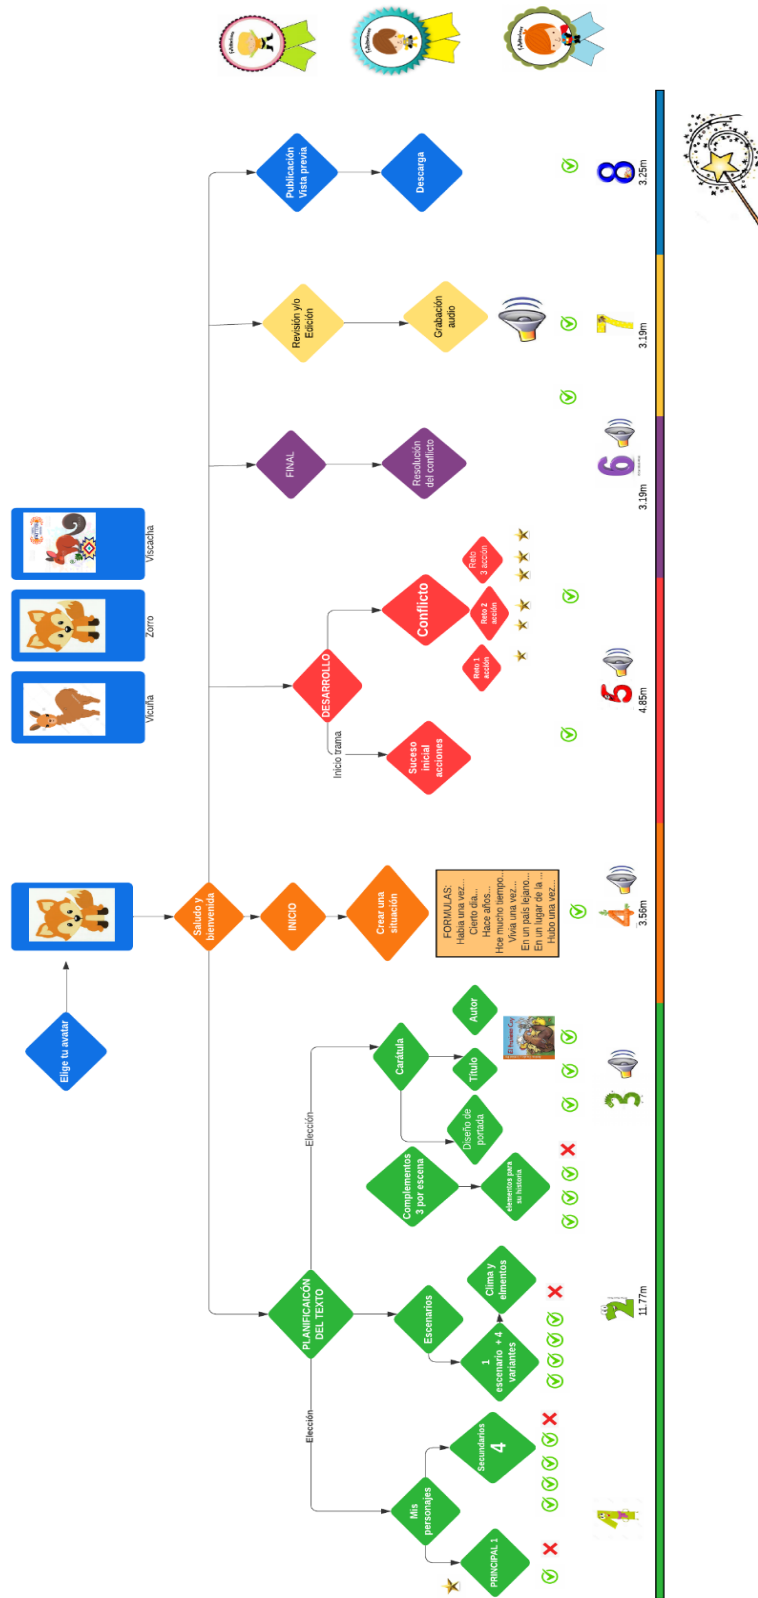 Elige tu avatar
Vicuña
Zorro
Viscacha
Saludo y
bienvenida
Elección
Elección
PLANIFICAICÓN
DEL TEXTO
Mis
personajes
PRINCIPAL 1
Secundarios
4
Escenarios
1
escenario + 4
variantes
Clima y
elmentos
Complementos
3 por escena
elementos para
su historia
Carátula
Diseño de
portada
Título
Autor
INICIO
Crear una
situación
FORMULAS:
Había una vez...
Cierto día...
Hace años...
Hce mucho tiempo...
Vivía una vez...
En un país lejano...
En un lugar de la ...
Hubo una vez...
DESARROLLO
Inicio trama
Suceso
inicial
acciones
Conflicto
Reto 1
acción
Reto 2
acción
Reto
3 acción
FINAL
Resolución
del conflicto
Revisión y/o
Edición
Grabación
audio
Publicación
Vista previa
Descarga
1
2
3
4
5
6
7
8
11.77m
3.56m
4.85m
3.19m
3.19m
3.25m